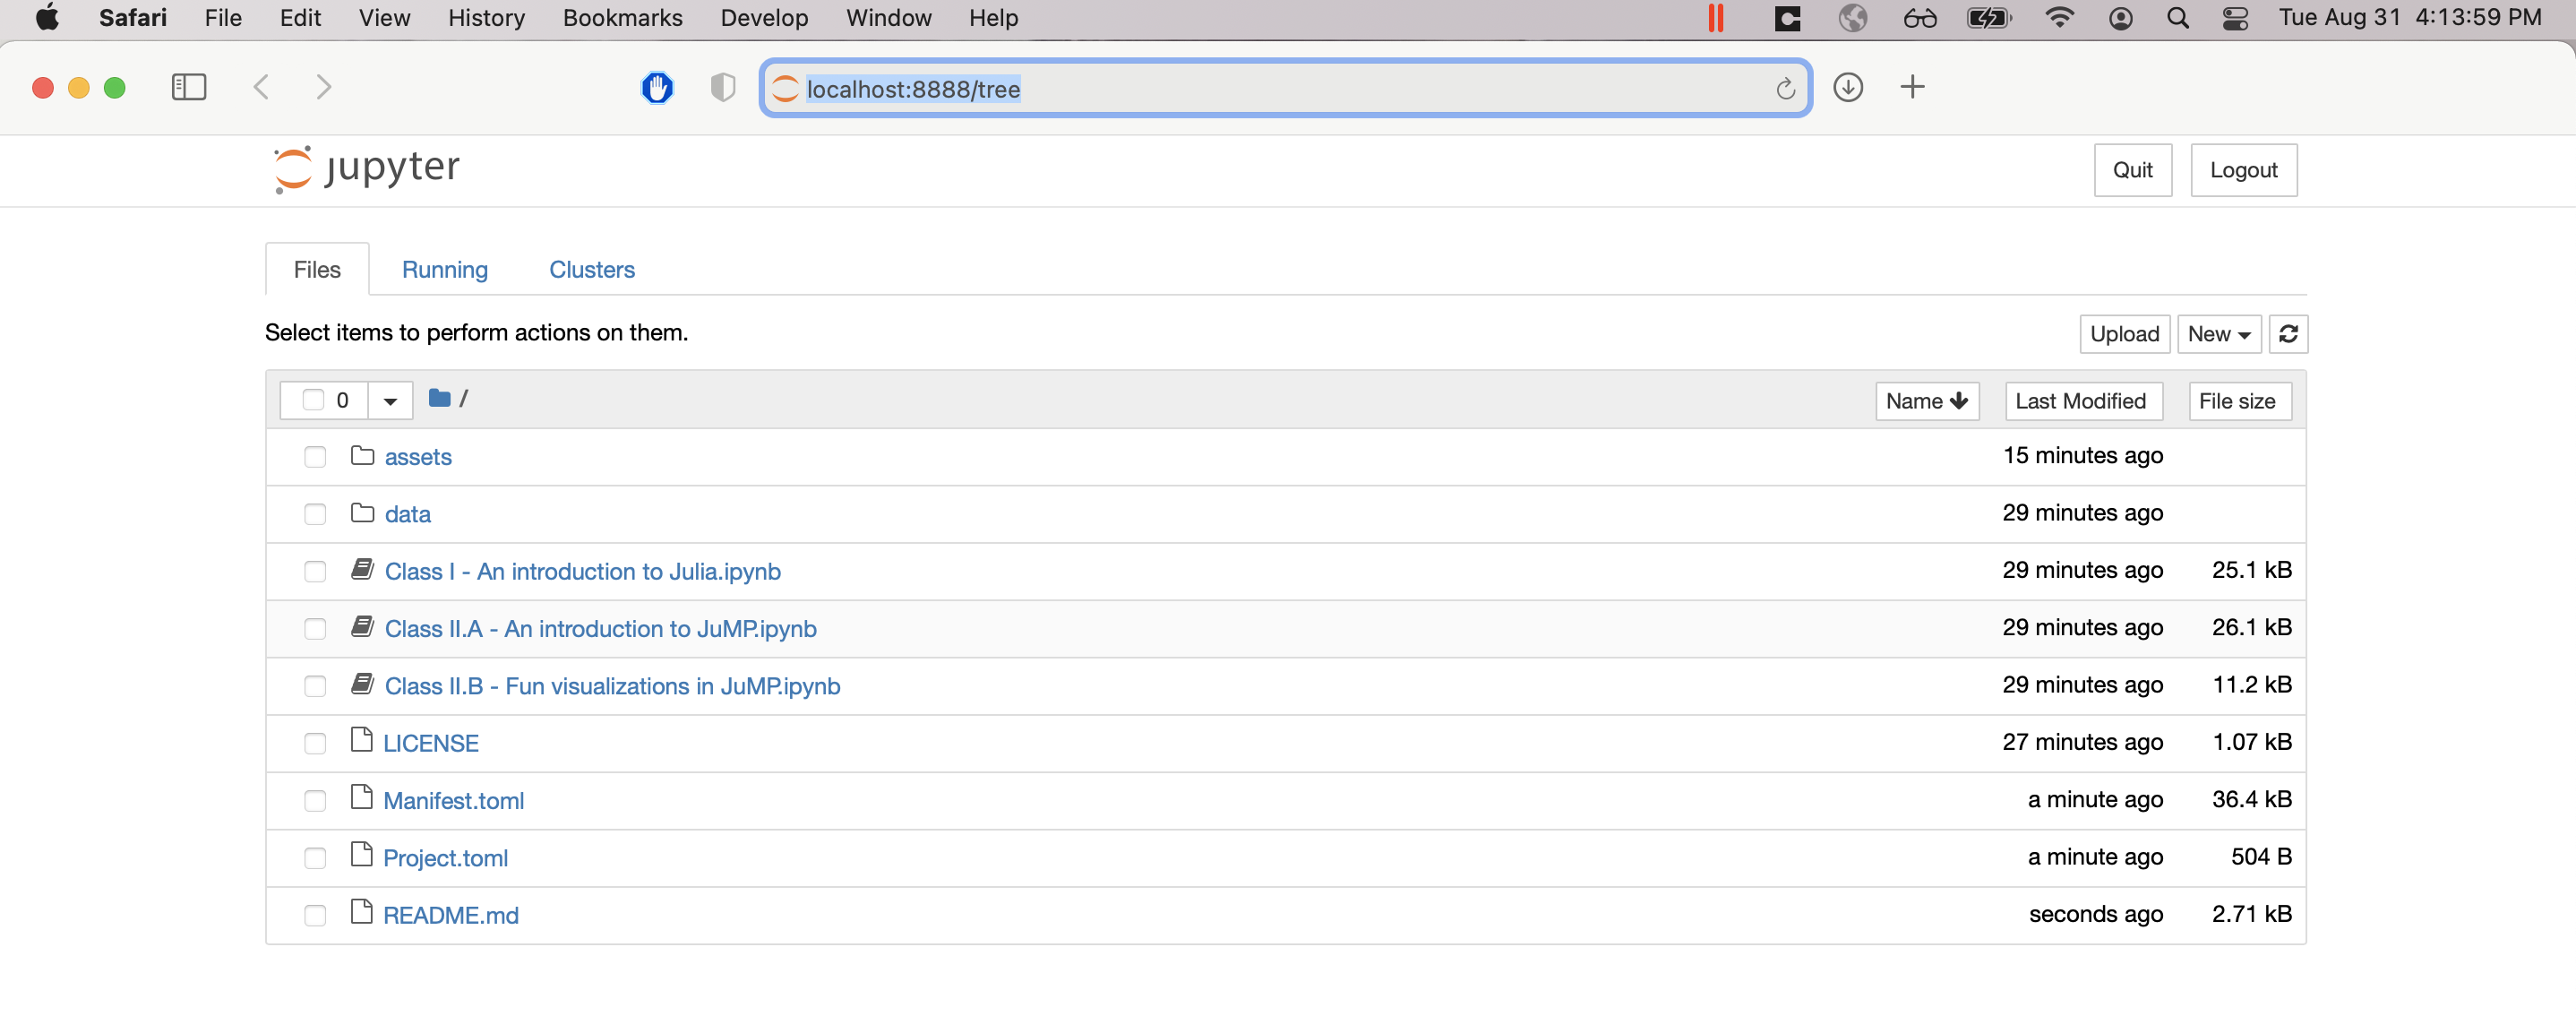 Safari File Edit View History Bookmarks Develop Window Help Tue Aug 31 4:13:59 PM
localhost:8888/tree
jupyter Quit Logout
Files Running Clusters
Select items to perform actions on them. Upload New
0 / Name Last Modified File size
assets 15 minutes ago
data 29 minutes ago
Class I - An introduction to Julia.ipynb 29 minutes ago 25.1 kB
Class II.A - An introduction to JuMP.ipynb 29 minutes ago 26.1 kB
Class II.B - Fun visualizations in JuMP.ipynb 29 minutes ago 11.2 kB
LICENSE 27 minutes ago 1.07 kB
Manifest.toml a minute ago 36.4 kB
Project.toml a minute ago 504 B
README.md seconds ago 2.71 kB